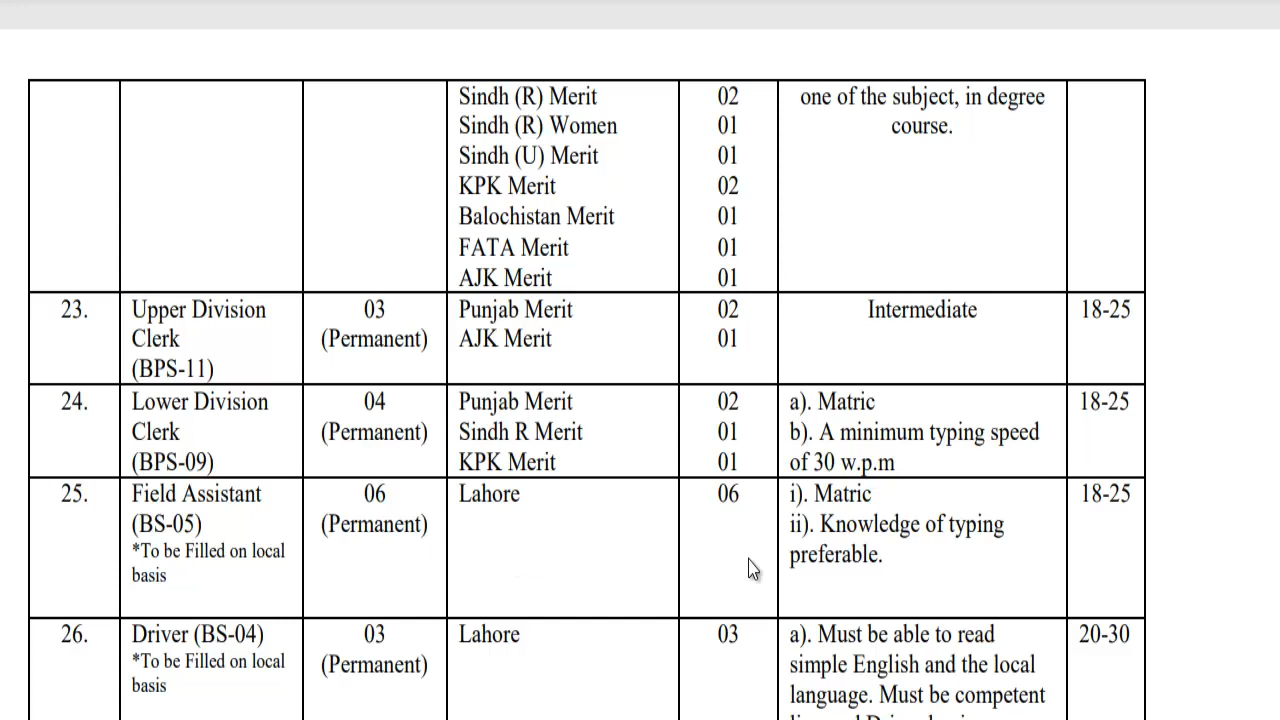 Sindh (R) Merit 02 one of the subject, in degree
Sindh (R) Women 01 course.
Sindh (U) Merit 01
KPK Merit 02
Balochistan Merit 01
FATA Merit 01
AJK Merit 01
23. Upper Division 03 Punjab Merit 02 Intermediate 18-25
Clerk (Permanent) AJK Merit 01
(BPS-11)
24. Lower Division 04 Punjab Merit 02 a). Matric 18-25
Clerk (Permanent) Sindh R Merit 01 b). A minimum typing speed
(BPS-09) KPK Merit 01 of 30 w.p.m
25. Field Assistant 06 Lahore 06 i). Matric 18-25
(BS-05) (Permanent) ii). Knowledge of typing
*To be Filled on local preferable.
basis
26. Driver (BS-04) 03 Lahore 03 a). Must be able to read 20-30
*To be Filled on local (Permanent) simple English and the local
basis language. Must be competent